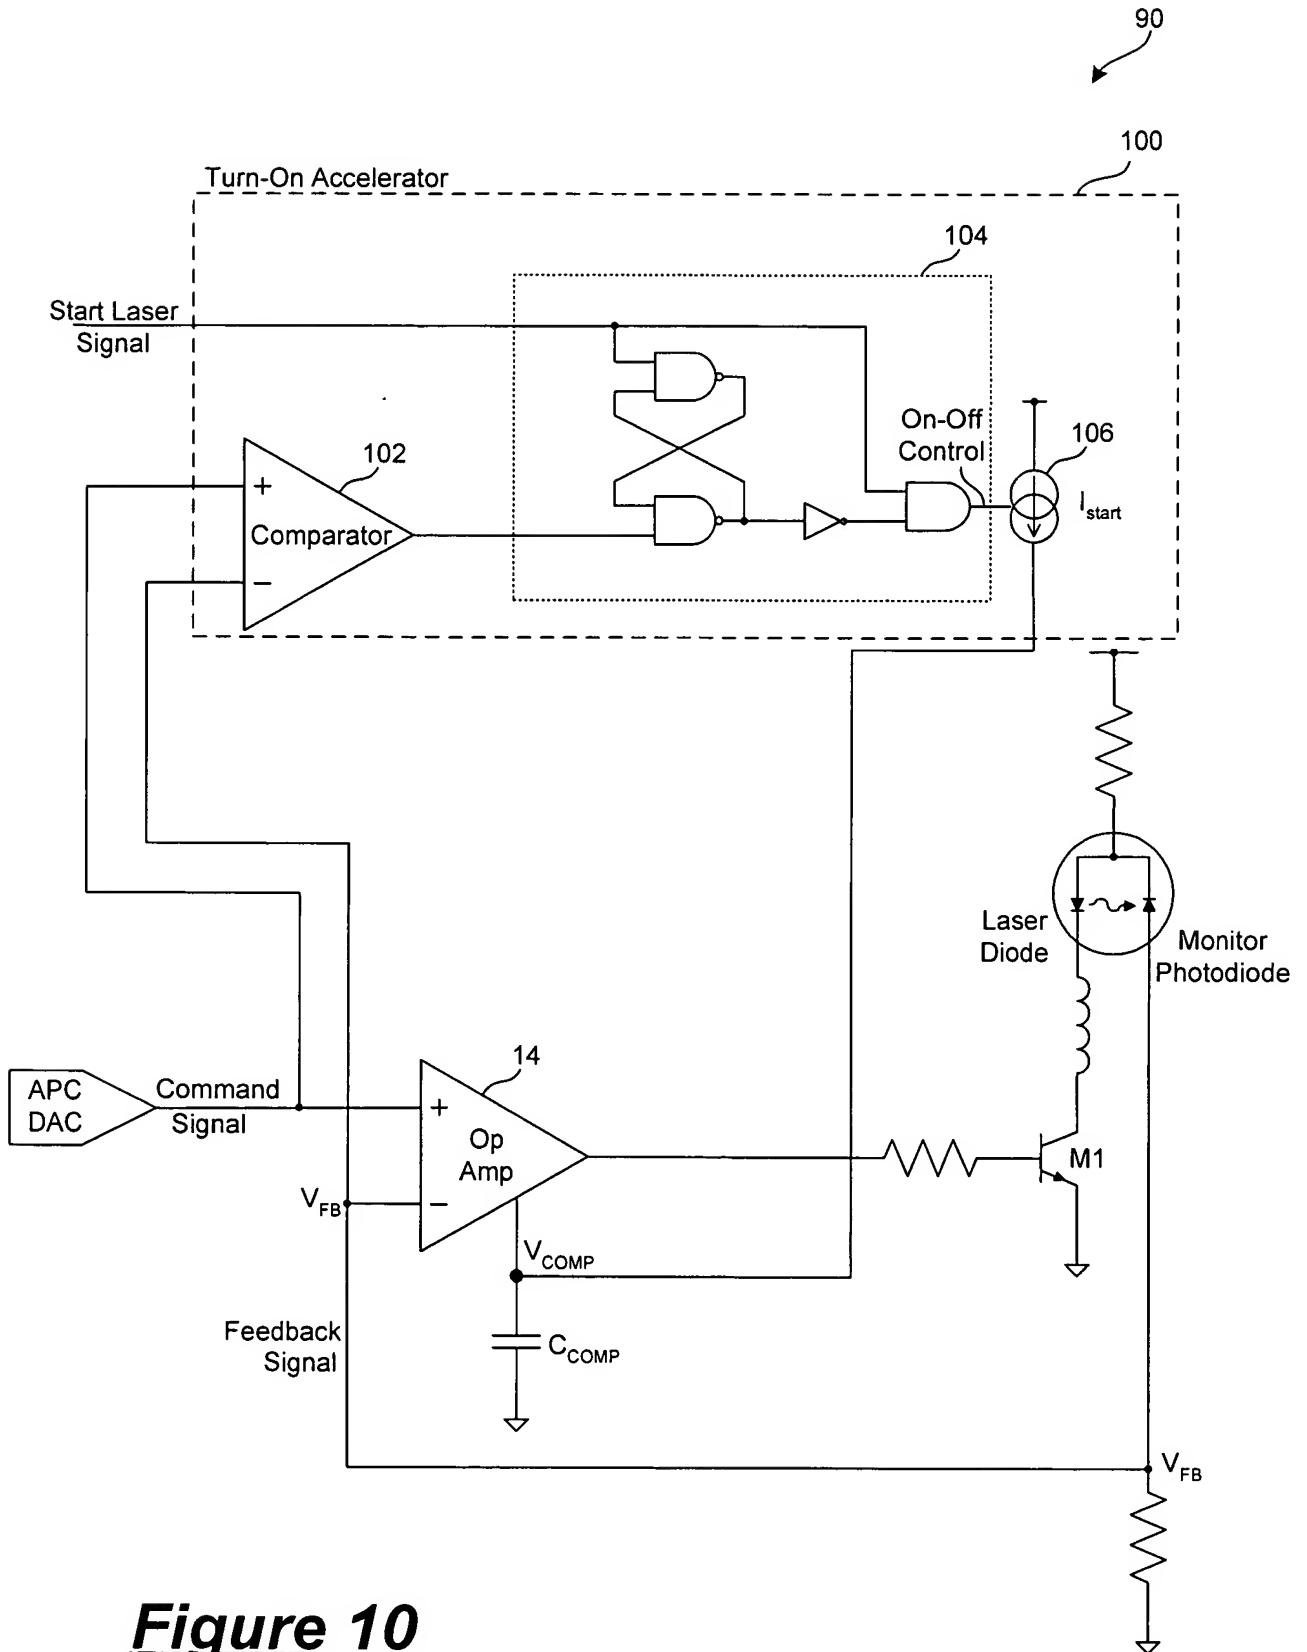 90
100
Turn-On Accelerator
104
Start Laser
Signal
On-Off
Control
106
102
+
Comparator
−
I start
Laser
Diode
Monitor
Photodiode
14
APC
DAC
Command
Signal
+
Op
Amp
−
M1
V FB
V COMP
Feedback
Signal
C COMP
V FB
Figure 10